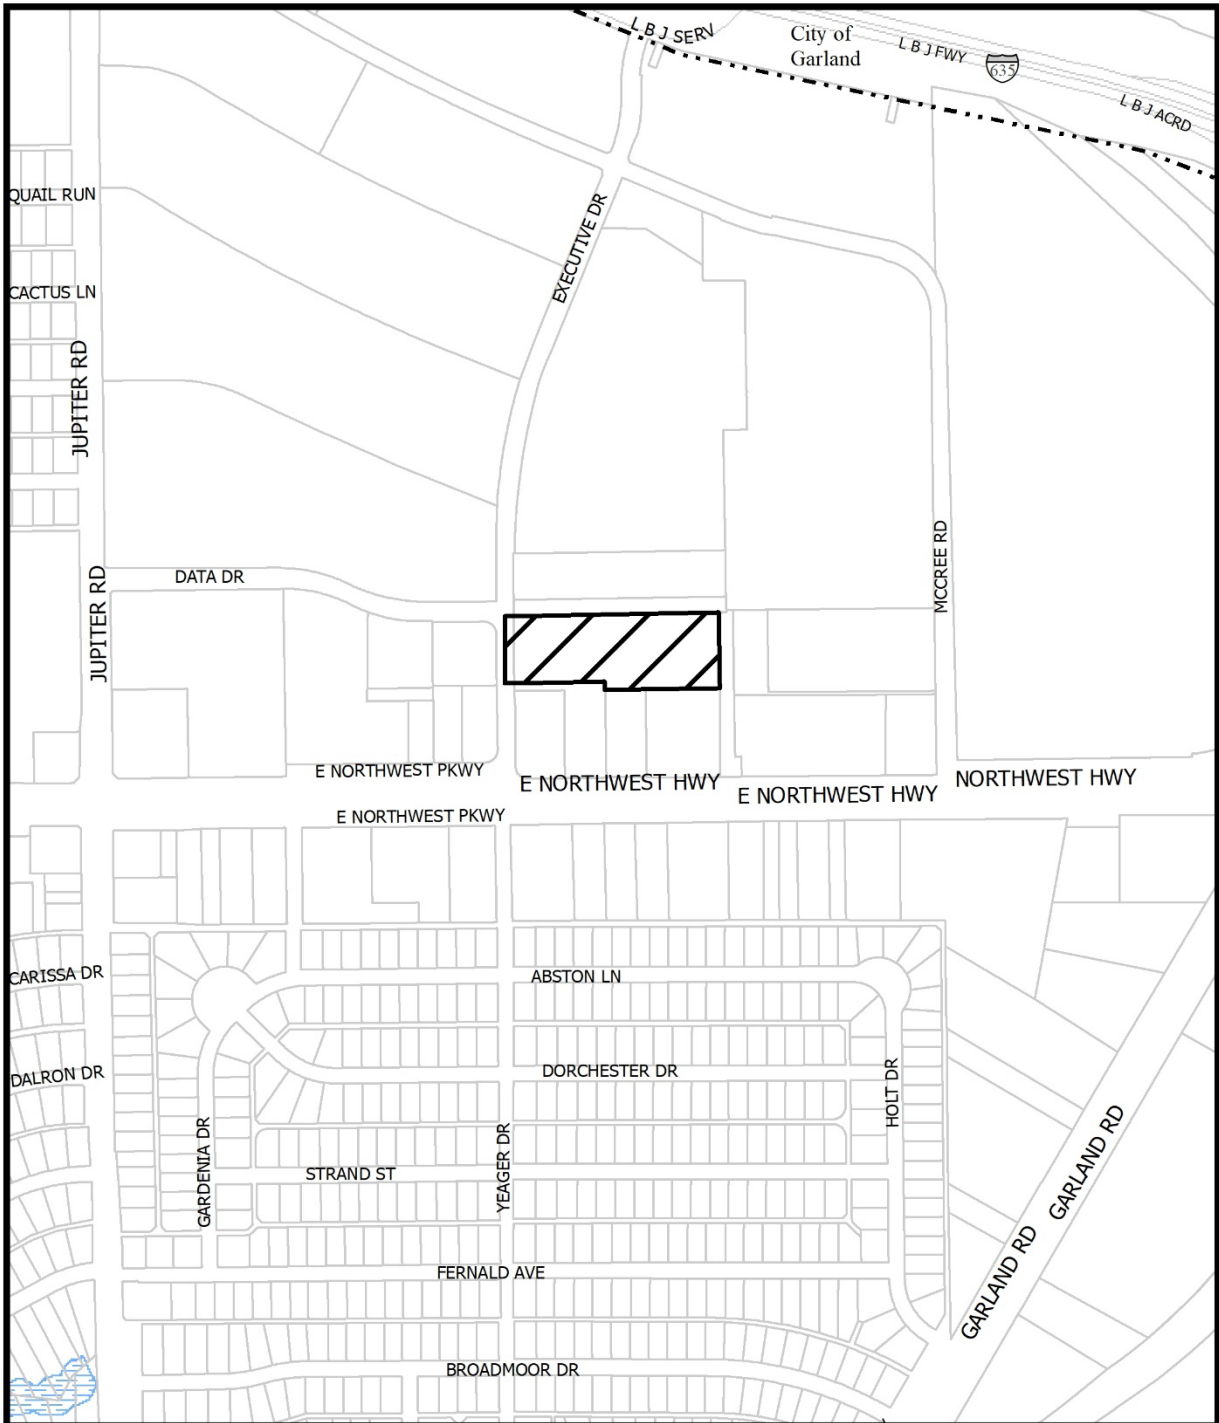 L B J SERV
City of
Garland
L B J FWY
635
L B J ACRD
QUAIL RUN
EXECUTIVE DR
CACTUS LN
JUPITER RD
MCCREE RD
DATA DR
JUPITER RD
E NORTHWEST PKWY
E NORTHWEST HWY
E NORTHWEST HWY
NORTHWEST HWY
E NORTHWEST PKWY
CARISSA DR
ABSTON LN
DALRON DR
DORCHESTER DR
HOLT DR
GARDENIA DR
STRAND ST
YEAGER DR
GARLAND RD
GARLAND RD
FERNALD AVE
BROADMOOR DR